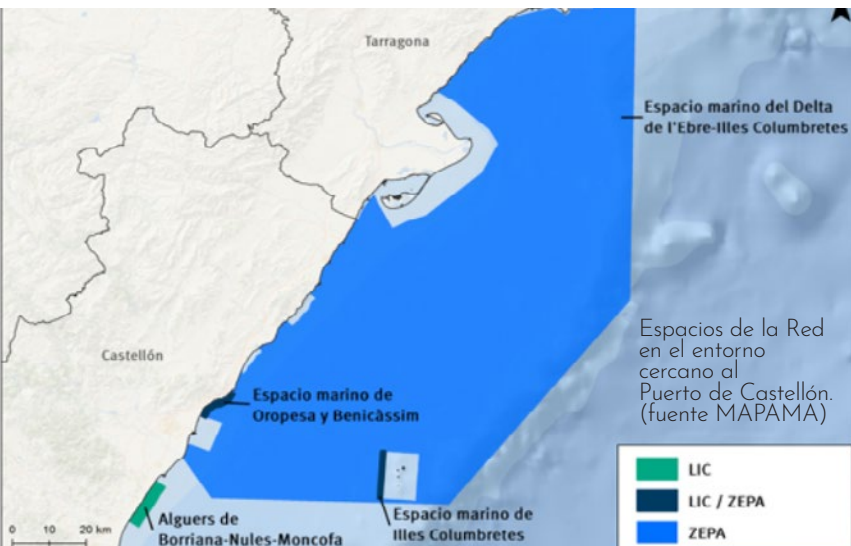 Tarragona
Espacio marino del Delta
de l'Ebre-Illes Columbretes
Espacios de la Red
en el entorno
cercano al
Puerto de Castellón.
(fuente MAPAMA)
Castellón
Espacio marino de
Oropesa y Benicàssim
LIC
LIC / ZEPA
ZEPA
Espacio marino de
Illes Columbretes
Alguers de
Borriana-Nules-Moncofa
0 10 20 km